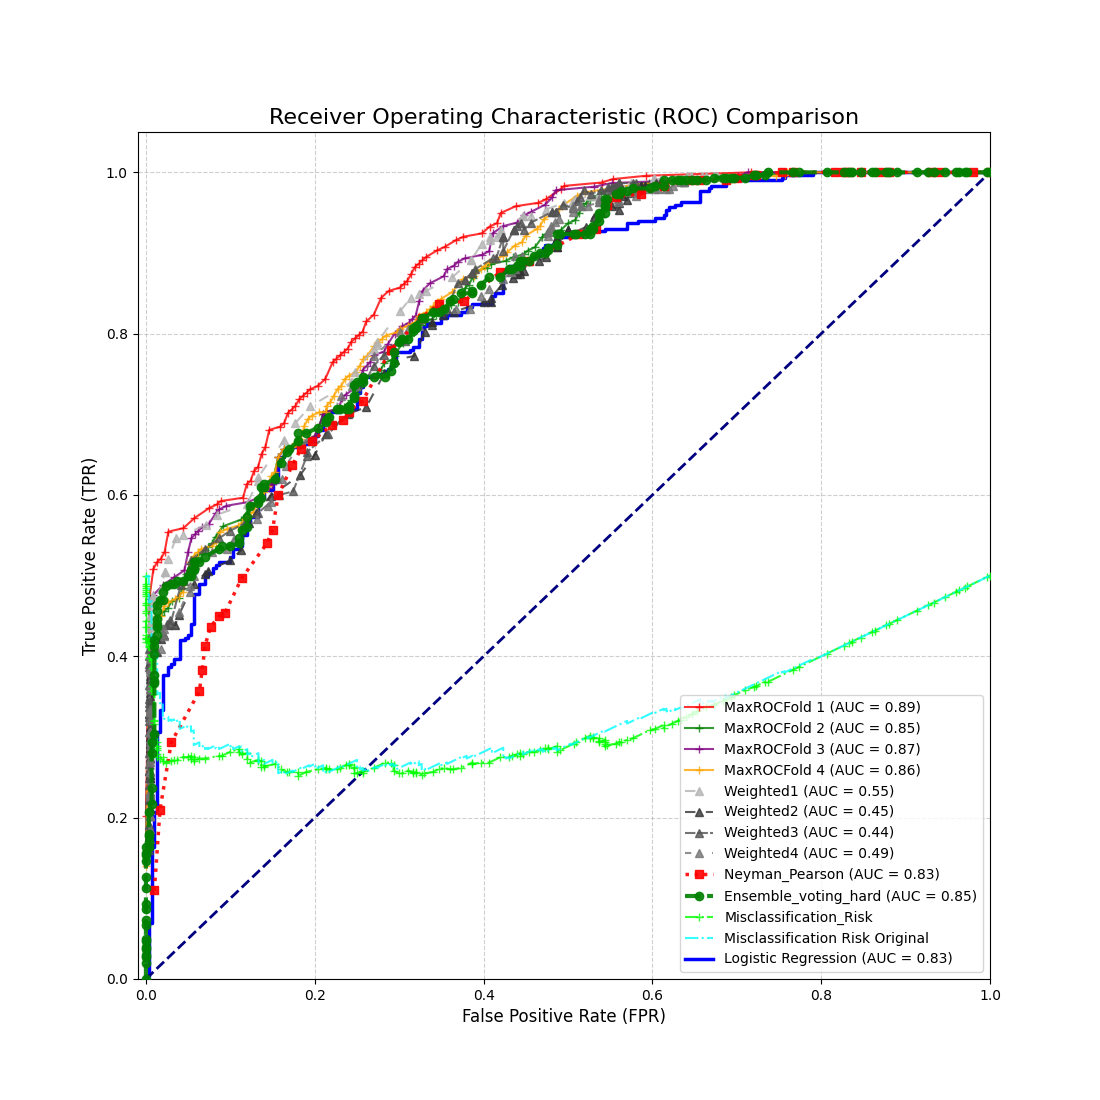 Receiver Operating Characteristic (ROC) Comparison
True Positive Rate (TPR)
1.0
0.8
0.6
0.4
0.2
0.0
MaxROCFold 1 (AUC = 0.89)
MaxROCFold 2 (AUC = 0.85)
MaxROCFold 3 (AUC = 0.87)
MaxROCFold 4 (AUC = 0.86)
Weighted1 (AUC = 0.55)
Weighted2 (AUC = 0.45)
Weighted3 (AUC = 0.44)
Weighted4 (AUC = 0.49)
Neyman_Pearson (AUC = 0.83)
Ensemble_voting_hard (AUC = 0.85)
Misclassification_Risk
Misclassification Risk Original
Logistic Regression (AUC = 0.83)
0.0 0.2 0.4 0.6 0.8 1.0
False Positive Rate (FPR)